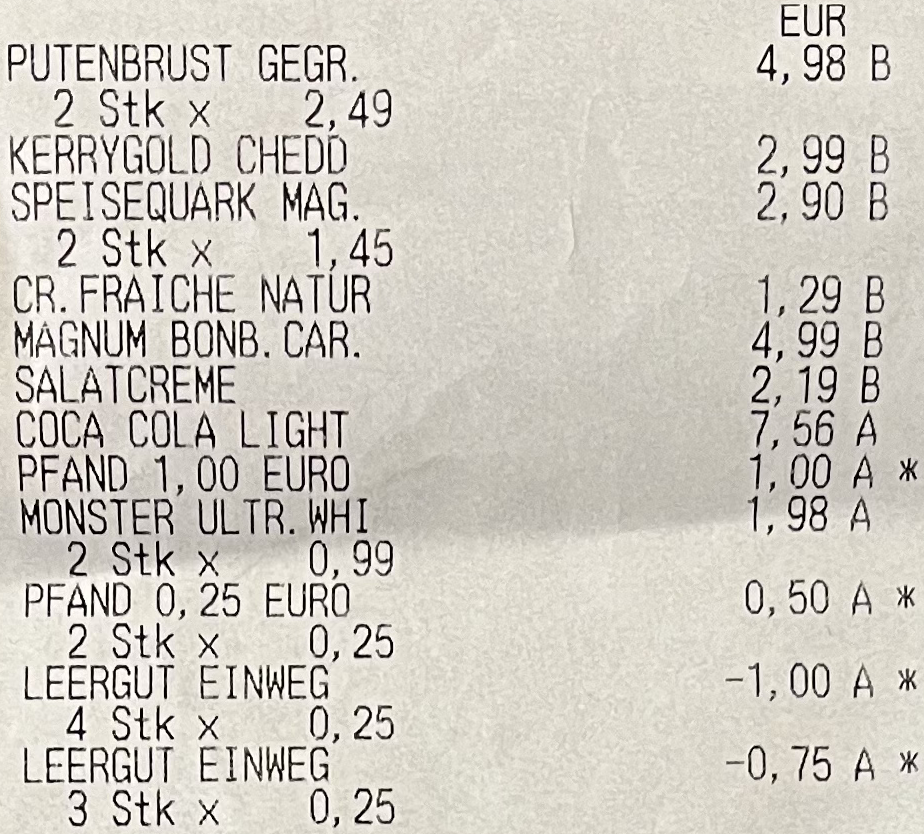 EUR
PUTENBRUST GEGR. 4,98 B
2 Stk x 2,49
KERRYGOLD CHEDD 2,99 B
SPEISEQUARK MAG. 2,90 B
2 Stk x 1,45
CR.FRAICHE NATUR 1,29 B
MAGNUM BONB.CAR. 4,99 B
SALATCREME 2,19 B
COCA COLA LIGHT 7,56 A
PFAND 1,00 EURO 1,00 A *
MONSTER ULTR.WHI 1,98 A
2 Stk x 0,99
PFAND 0,25 EURO 0,50 A *
2 Stk x 0,25
LEERGUT EINWEG -1,00 A *
4 Stk x 0,25
LEERGUT EINWEG -0,75 A *
3 Stk x 0,25